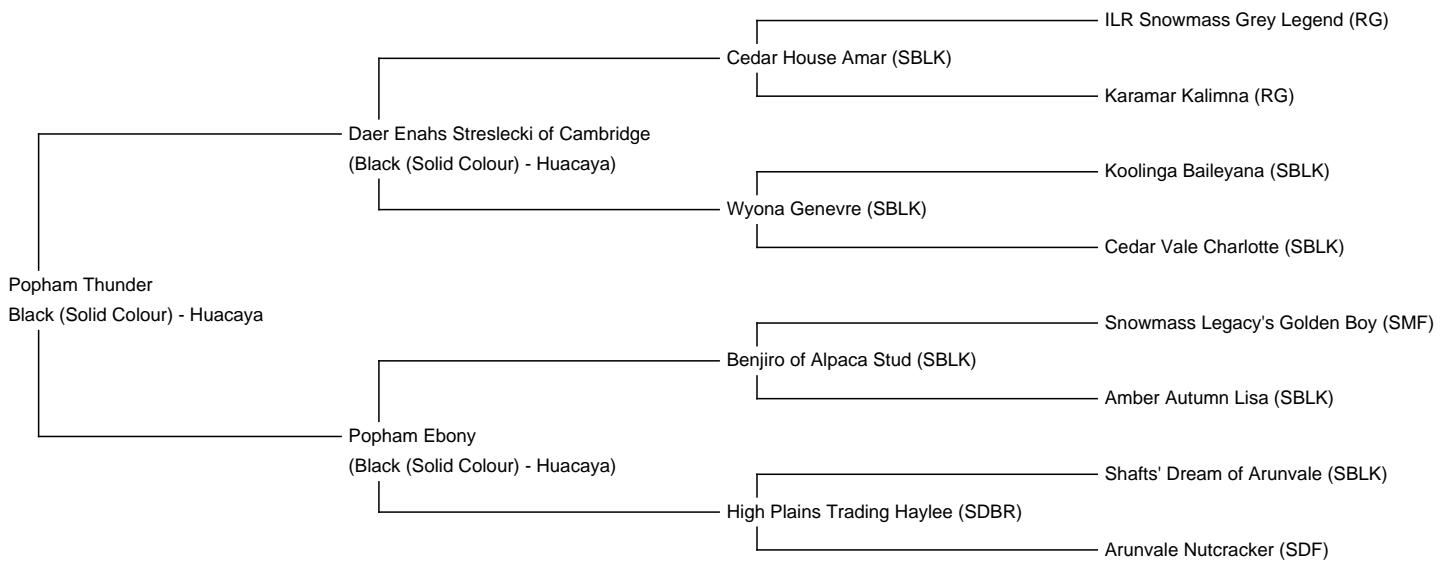 ILR Snowmass Grey Legend (RG)
Cedar House Amar (SBLK)
Karamar Kalimna (RG)
Daer Enahs Streslecki of Cambridge
(Black (Solid Colour) - Huacaya)
Koolinga Baileyana (SBLK)
Wyona Genevre (SBLK)
Cedar Vale Charlotte (SBLK)
Popham Thunder
Black (Solid Colour) - Huacaya
Snowmass Legacy's Golden Boy (SMF)
Benjiro of Alpaca Stud (SBLK)
Amber Autumn Lisa (SBLK)
Popham Ebony
(Black (Solid Colour) - Huacaya)
Shafts' Dream of Arunvale (SBLK)
High Plains Trading Haylee (SDBR)
Arunvale Nutcracker (SDF)